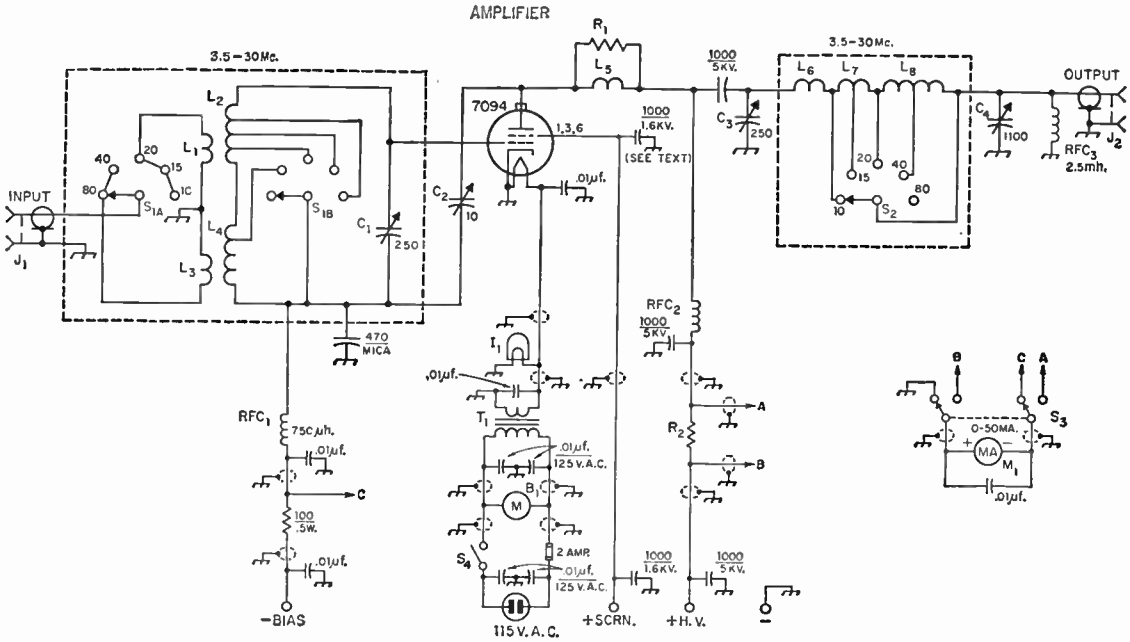 AMPLIFIER
3.5-30Mc.
L2
L1
40
20
15
1C
80
S1A
S1B
INPUT
J1
L4
L3
C1
250
470
MICA
RFC1
750µh.
.01µf.
C
100
.5W.
.01µf.
-BIAS
7094
1,3,6
C2
10
.01µf.
R1
L5
1000
1.6KV.
(SEE TEXT)
1000
5KV.
C3
250
I1
.01µf.
T1
.01µf.
.01µf.
125 V.A.C.
B1
M
S4
2 AMP.
.01µf.
125 V.A.C.
115 V. A.C.
RFC2
1000
5KV.
A
R2
B
1000
1.6KV.
1000
5KV.
+SCRN.
+H.V.
-
3.5-30Mc.
L6
L7
L8
20
15
40
80
10
S2
C4
1100
OUTPUT
J2
RFC3
2.5mh.
B
C
A
S3
0-50MA.
+
MA
-
M1
.01µf.